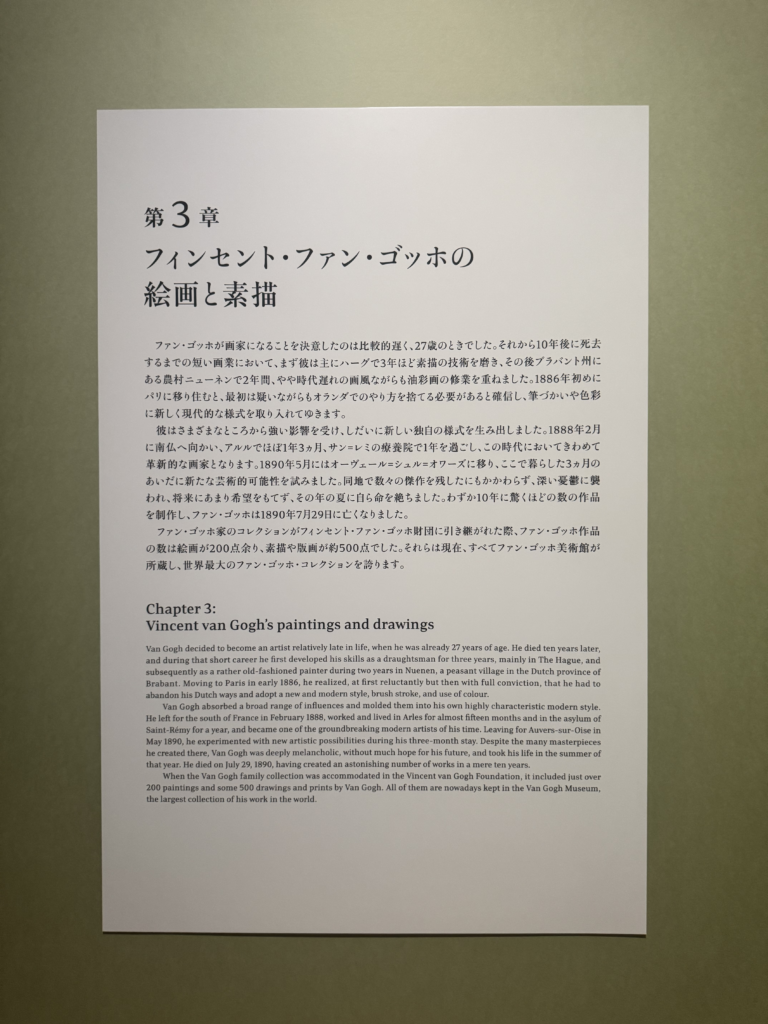 第3章
フィンセント・ファン・ゴッホの
絵画と素描
ファン・ゴッホが画家になることを決意したのは比較的遅く、27歳のときでした。それから10年後に死去
するまでの短い画業において、まず彼は主にハーグで3年ほど素描の技術を磨き、その後ブラバント州に
ある農村ニューネンで2年間、やや時代遅れの画風ながらも油彩画の修業を重ねました。1886年初めに
パリに移り住むと、最初は疑いながらもオランダでのやり方を捨てる必要があると確信し、筆づかいや色彩
に新しく現代的な様式を取り入れてゆきます。
彼はさまざまなところから強い影響を受け、しだいに新しい独自の様式を生み出しました。1888年2月
に南仏へ向かい、アルルでほぼ1年3ヵ月、サン=レミの療養院で1年を過ごし、この時代においてきわめて
革新的な画家となります。1890年5月にはオーヴェール=シュル=オワーズに移り、ここで暮らした3ヵ月の
あいだに新たな芸術的可能性を試みました。同地で数々の傑作を残したにもかかわらず、深い憂鬱に襲
われ、将来にあまり希望をもてず、その年の夏に自ら命を絶ちました。わずか10年に驚くほどの数の作品
を制作し、ファン・ゴッホは1890年7月29日に亡くなりました。
ファン・ゴッホ家のコレクションがフィンセント・ファン・ゴッホ財団に引き継がれた際、ファン・ゴッホ作品
の数は絵画が200点余り、素描や版画が約500点でした。それらは現在、すべてファン・ゴッホ美術館が
所蔵し、世界最大のファン・ゴッホ・コレクションを誇ります。
Chapter 3:
Vincent van Gogh's paintings and drawings
Van Gogh decided to become an artist relatively late in life, when he was already 27 years of age. He died ten years later,
and during that short career he first developed his skills as a draughtsman for three years, mainly in The Hague, and
subsequently as a rather old-fashioned painter during two years in Nuenen, a peasant village in the Dutch province of
Brabant. Moving to Paris in early 1886, he realized, at first reluctantly but then with full conviction, that he had to
abandon his Dutch ways and adopt a new and modern style, brush stroke, and use of colour.
Van Gogh absorbed a broad range of influences and molded them into his own highly characteristic modern style.
He left for the south of France in February 1888, worked and lived in Arles for almost fifteen months and in the asylum of
Saint-Rémy for a year, and became one of the groundbreaking modern artists of his time. Leaving for Auvers-sur-Oise in
May 1890, he experimented with new artistic possibilities during his three-month stay. Despite the many masterpieces
he created there, Van Gogh was deeply melancholic, without much hope for his future, and took his life in the summer of
that year. He died on July 29, 1890, having created an astonishing number of works in a mere ten years.
When the Van Gogh family collection was accommodated in the Vincent van Gogh Foundation, it included just over
200 paintings and some 500 drawings and prints by Van Gogh. All of them are nowadays kept in the Van Gogh Museum,
the largest collection of his work in the world.